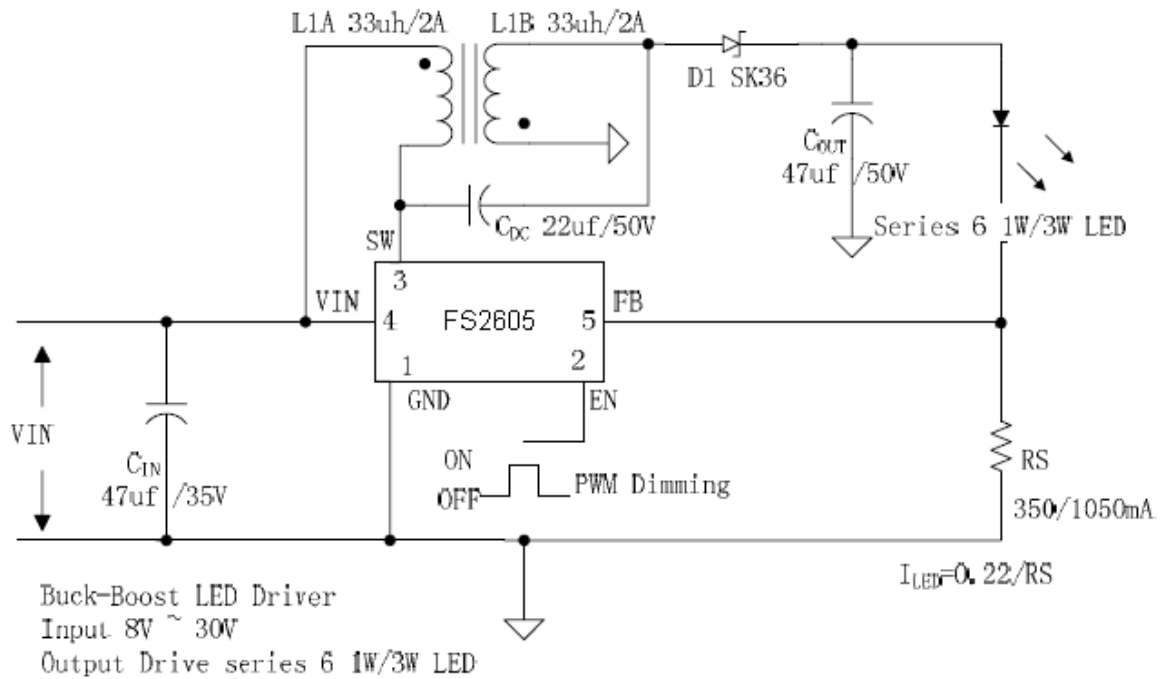 L1A 33uh/2A
L1B 33uh/2A
D1 SK36
COUT
47uf/50V
CDC 22uf/50V
Series 6 1W/3W LED
SW
3
VIN
4
FS2605
5
FB
1
2
GND
EN
VIN
CIN
47uf/35V
ON
OFF
PWM Dimming
RS
350/1050mA
ILED=0.22/RS
Buck-Boost LED Driver
Input 8V ~ 30V
Output Drive series 6 1W/3W LED